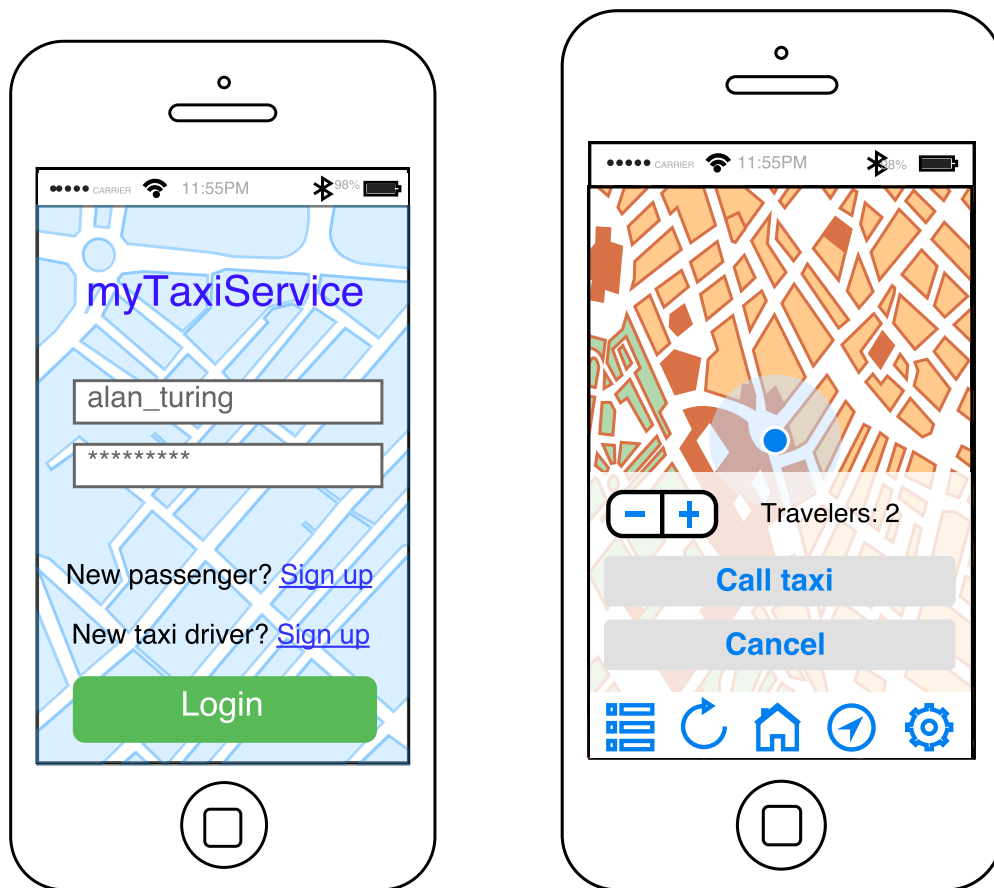 CARRIER 11:55PM 98%
myTaxiService
alan_turing
*********
New passenger? Sign up
New taxi driver? Sign up
Login
CARRIER 11:55PM 98%
Travelers: 2
Call taxi
Cancel